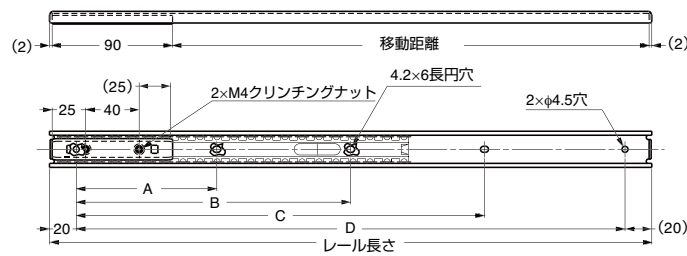 (2)
90
移動距離
(2)
(25)
4.2×6長円穴
25
40
2×M4クリンチングナット
2×φ4.5穴
A
B
C
20
D
(20)
レール長さ